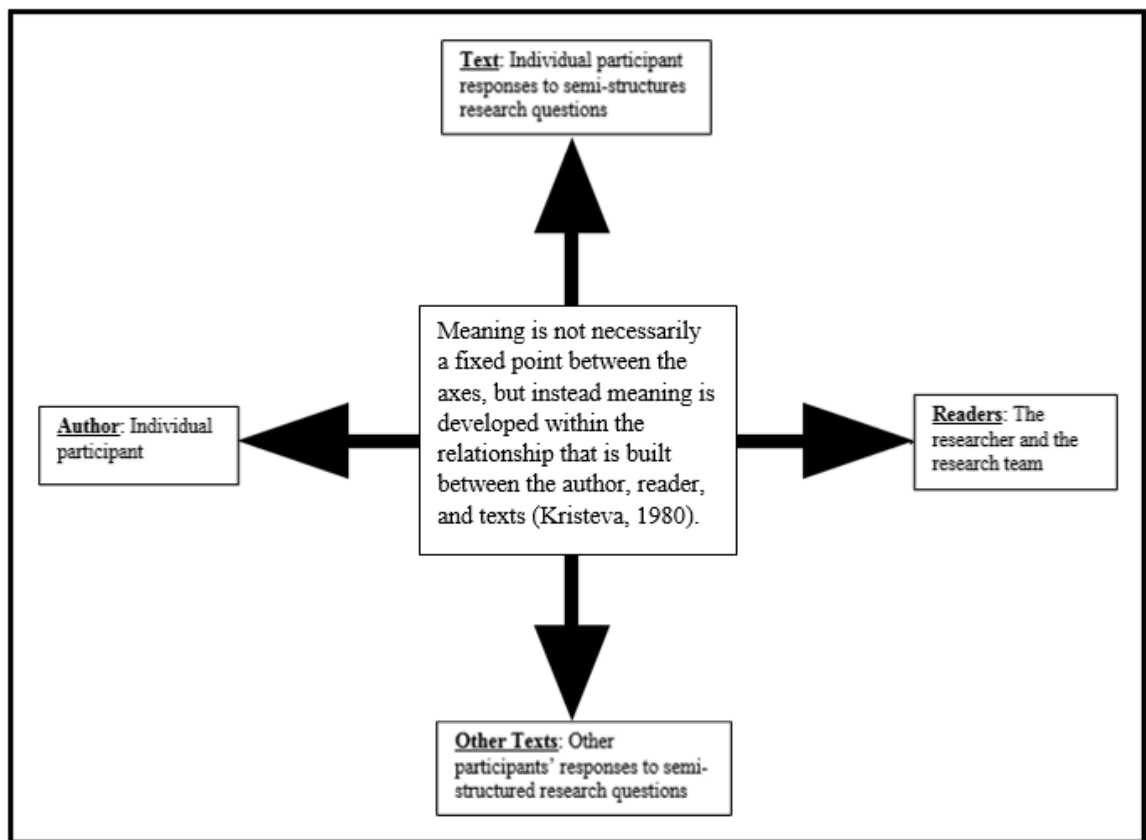 Text: Individual participant
responses to semi-structures
research questions
Meaning is not necessarily
a fixed point between the
axes, but instead meaning is
developed within the
relationship that is built
between the author, reader,
and texts (Kristeva, 1980).
Author: Individual
participant
Readers: The
researcher and the
research team
Other Texts: Other
participants' responses to semi-
structured research questions